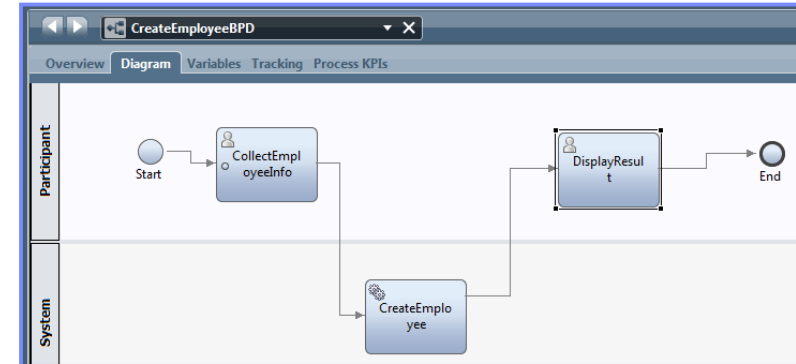 CreateEmployeeBPD
Overview Diagram Variables Tracking Process KPIs
Participant
Start
CollectEmpl
oyeeInfo
DisplayResul
t
End
System
CreateEmplo
yee